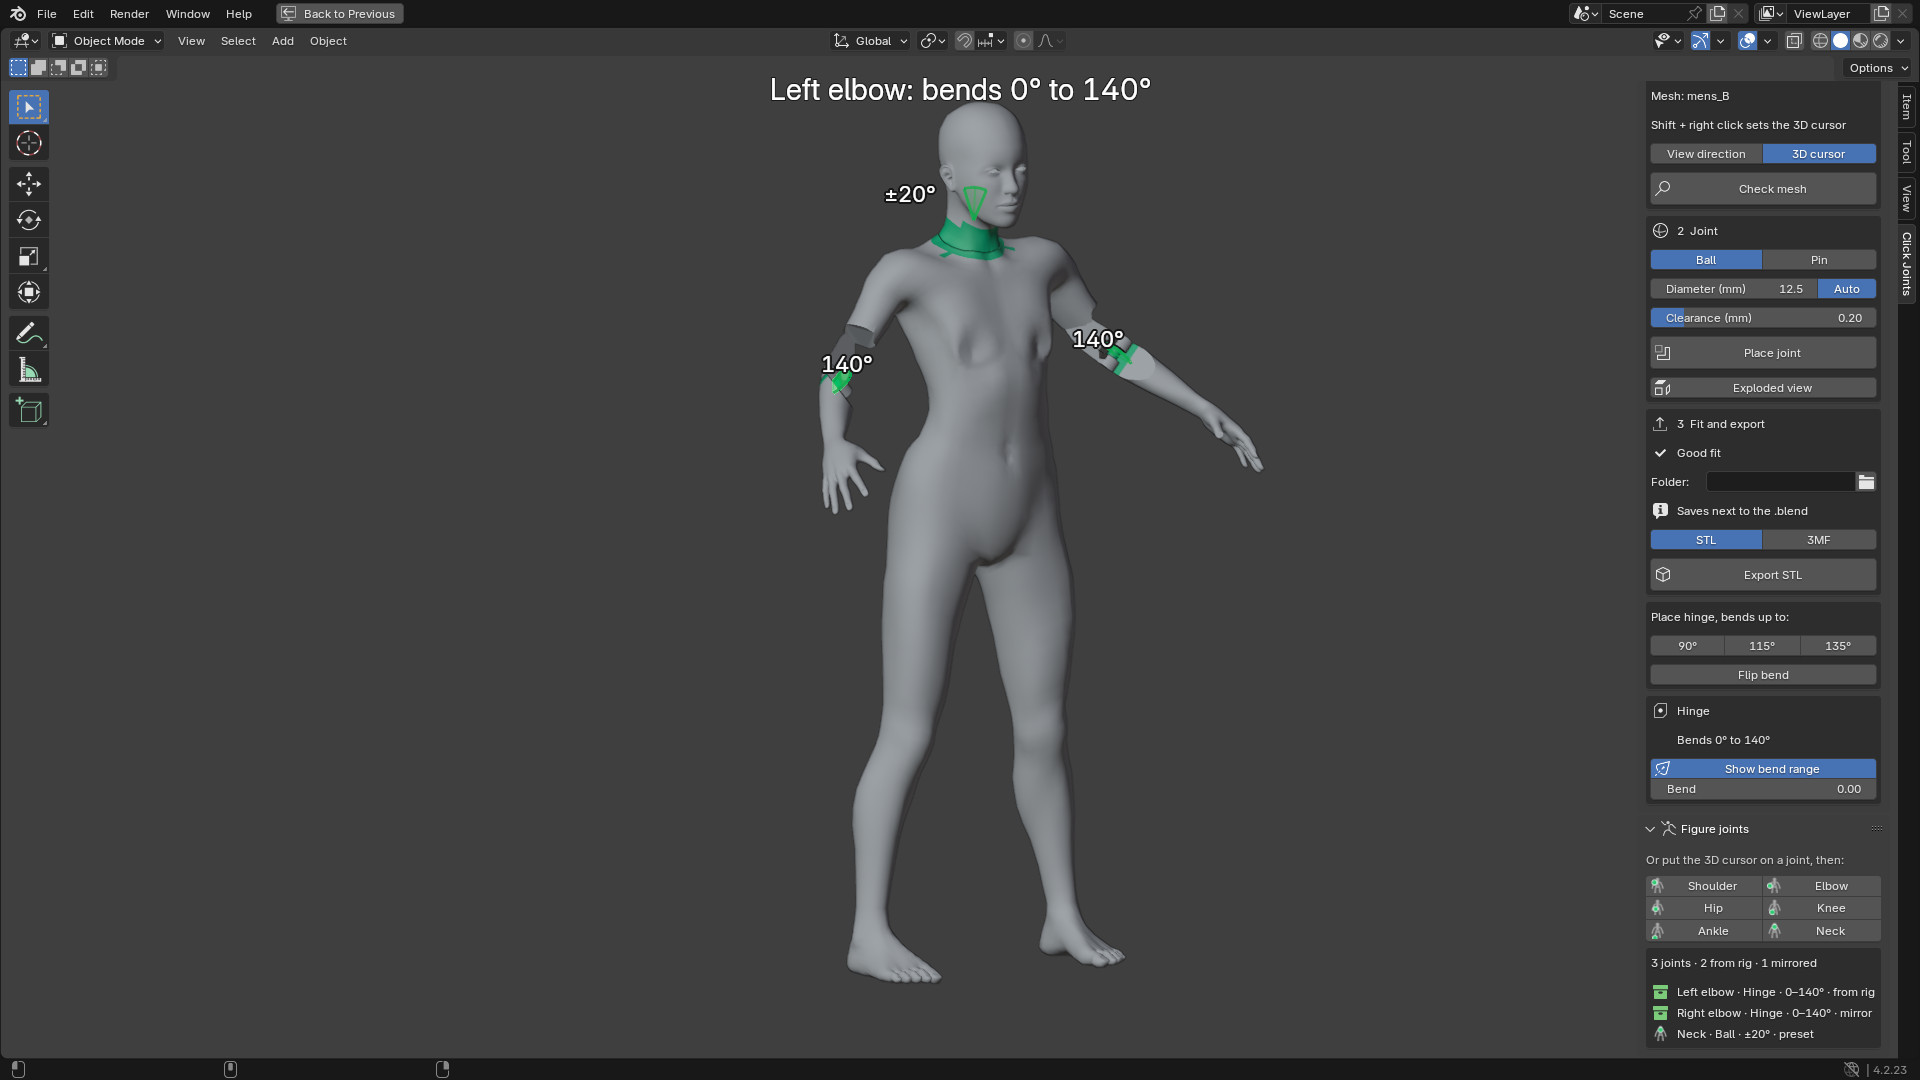 File Edit Render Window Help Back to Previous Scene ViewLayer
Object Mode View Select Add Object Global
Options
Left elbow: bends 0° to 140°
±20°
140°
140°
Mesh: mens_B
Shift + right click sets the 3D cursor
View direction 3D cursor
Check mesh
2 Joint
Ball Pin
Diameter (mm) 12.5 Auto
Clearance (mm) 0.20
Place joint
Exploded view
3 Fit and export
Good fit
Folder:
Saves next to the .blend
STL 3MF
Export STL
Place hinge, bends up to:
90° 115° 135°
Flip bend
Hinge
Bends 0° to 140°
Show bend range
Bend 0.00
Figure joints
Or put the 3D cursor on a joint, then:
Shoulder Elbow
Hip Knee
Ankle Neck
3 joints · 2 from rig · 1 mirrored
Left elbow · Hinge · 0–140° · from rig
Right elbow · Hinge · 0–140° · mirror
Neck · Ball · ±20° · preset
Item
Tool
View
Click Joints
4.2.23